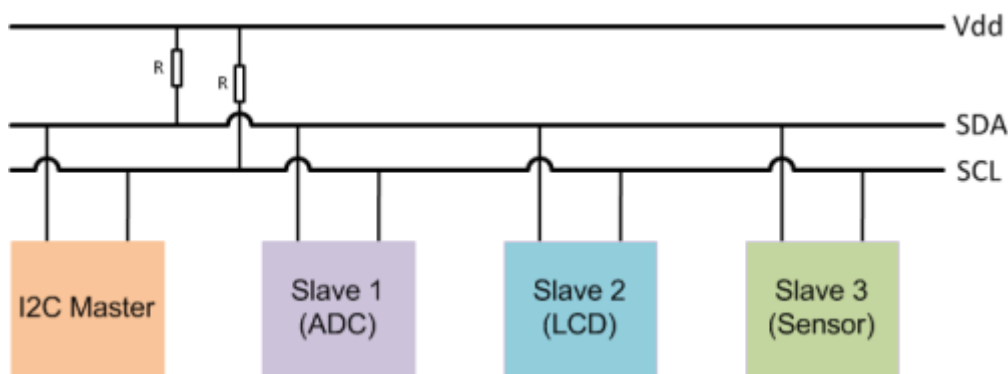 Vdd
R
R
SDA
SCL
I2C Master
Slave 1
(ADC)
Slave 2
(LCD)
Slave 3
(Sensor)